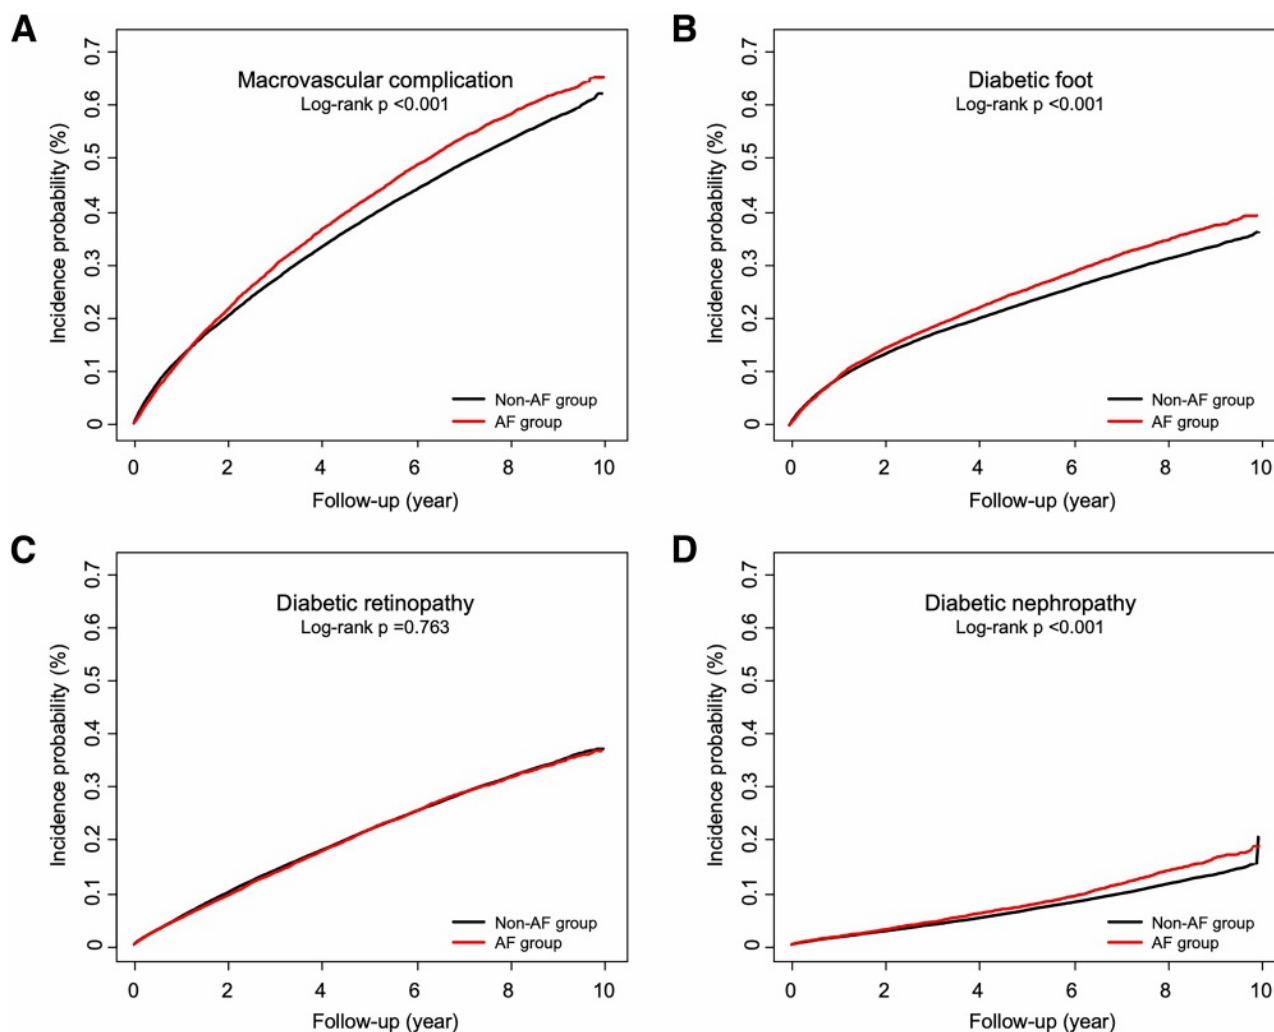 A
Macrovascular complication
Log-rank p <0.001
Incidence probability (%)
0.7
0.6
0.5
0.4
0.3
0.2
0.1
0
Non-AF group
AF group
0 2 4 6 8 10
Follow-up (year)
B
Diabetic foot
Log-rank p <0.001
Incidence probability (%)
0.7
0.6
0.5
0.4
0.3
0.2
0.1
0
Non-AF group
AF group
0 2 4 6 8 10
Follow-up (year)
C
Diabetic retinopathy
Log-rank p =0.763
Incidence probability (%)
0.7
0.6
0.5
0.4
0.3
0.2
0.1
0
Non-AF group
AF group
0 2 4 6 8 10
Follow-up (year)
D
Diabetic nephropathy
Log-rank p <0.001
Incidence probability (%)
0.7
0.6
0.5
0.4
0.3
0.2
0.1
0
Non-AF group
AF group
0 2 4 6 8 10
Follow-up (year)